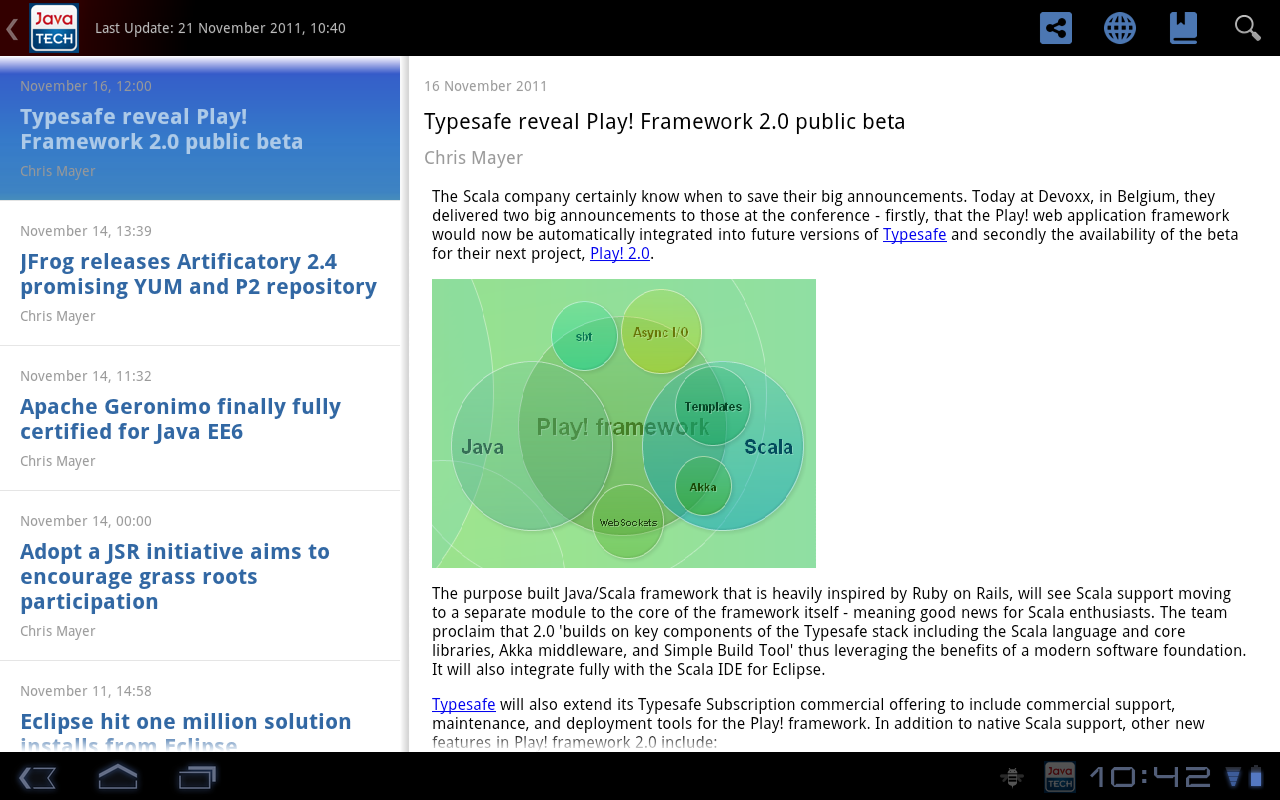 Java
TECH
Last Update: 21 November 2011, 10:40
November 16, 12:00
Typesafe reveal Play!
Framework 2.0 public beta
Chris Mayer
November 14, 13:39
JFrog releases Artificatory 2.4
promising YUM and P2 repository
Chris Mayer
November 14, 11:32
Apache Geronimo finally fully
certified for Java EE6
Chris Mayer
November 14, 00:00
Adopt a JSR initiative aims to
encourage grass roots
participation
Chris Mayer
November 11, 14:58
Eclipse hit one million solution
installs from Eclipse
16 November 2011
Typesafe reveal Play! Framework 2.0 public beta
Chris Mayer
The Scala company certainly know when to save their big announcements. Today at Devoxx, in Belgium, they
delivered two big announcements to those at the conference - firstly, that the Play! web application framework
would now be automatically integrated into future versions of Typesafe and secondly the availability of the beta
for their next project, Play! 2.0.
sbt
Async I/O
Templates
Play! framework
Java
Scala
Akka
WebSockets
The purpose built Java/Scala framework that is heavily inspired by Ruby on Rails, will see Scala support moving
to a separate module to the core of the framework itself - meaning good news for Scala enthusiasts. The team
proclaim that 2.0 'builds on key components of the Typesafe stack including the Scala language and core
libraries, Akka middleware, and Simple Build Tool' thus leveraging the benefits of a modern software foundation.
It will also integrate fully with the Scala IDE for Eclipse.
Typesafe will also extend its Typesafe Subscription commercial offering to include commercial support,
maintenance, and deployment tools for the Play! framework. In addition to native Scala support, other new
features in Play! framework 2.0 include:
Java
TECH
10:42